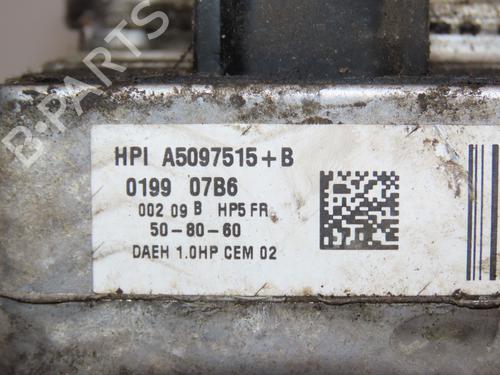 B-PARTS
HPI A5097515+B
0199 07B6
002 09 B HP5 FR
50-80-60
DAEH 1.0HP CEM 02